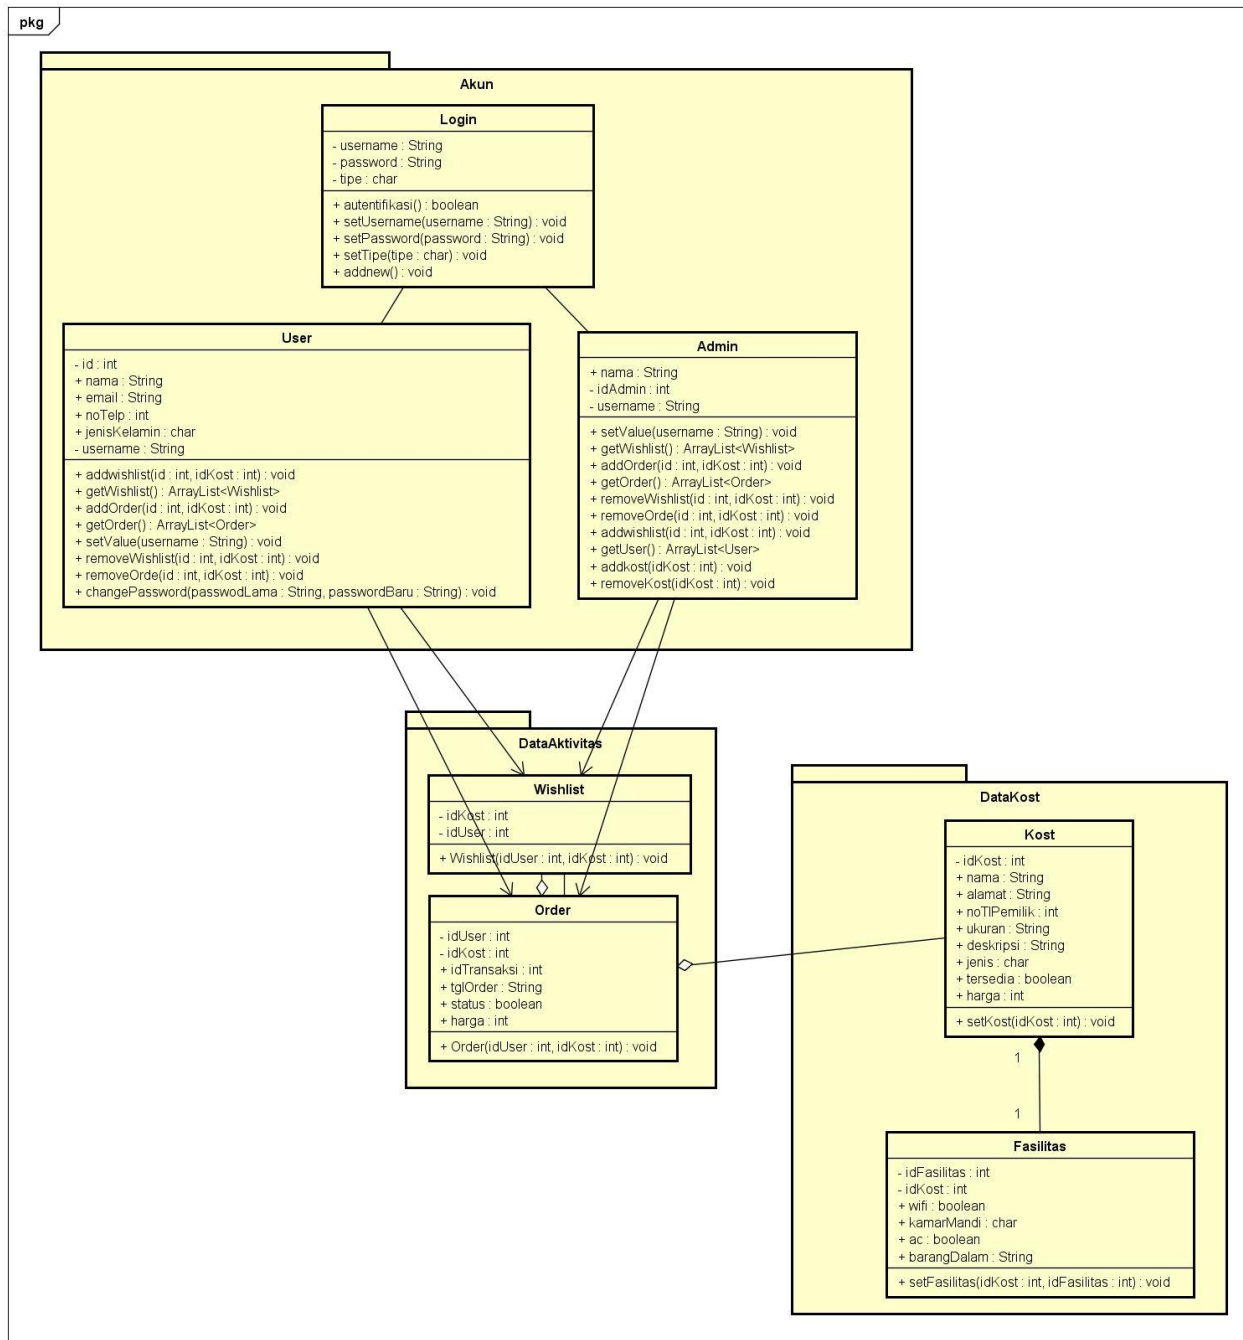 pkg
Akun
Login
- username : String
- password : String
- tipe : char
+ autentifikasi() : boolean
+ setUsername(username : String) : void
+ setPassword(password : String) : void
+ setTipe(tipe : char) : void
+ addnew() : void
User
- id : int
+ nama : String
+ email : String
+ noTelp : int
+ jenisKelamin : char
- username : String
+ addwishlist(id : int, idKost : int) : void
+ getWishlist() : ArrayList<Wishlist>
+ addOrder(id : int, idKost : int) : void
+ getOrder() : ArrayList<Order>
+ setValue(username : String) : void
+ removeWishlist(id : int, idKost : int) : void
+ removeOrde(id : int, idKost : int) : void
+ changePassword(passwodLama : String, passwordBaru : String) : void
Admin
+ nama : String
- idAdmin : int
- username : String
+ setValue(username : String) : void
+ getWishlist() : ArrayList<Wishlist>
+ addOrder(id : int, idKost : int) : void
+ getOrder() : ArrayList<Order>
+ removeWishlist(id : int, idKost : int) : void
+ removeOrde(id : int, idKost : int) : void
+ addwishlist(id : int, idKost : int) : void
+ getUser() : ArrayList<User>
+ addkost(idKost : int) : void
+ removeKost(idKost : int) : void
DataAktivitas
Wishlist
- idKost : int
- idUser : int
+ Wishlist(idUser : int, idKost : int) : void
Order
- idUser : int
- idKost : int
+ idTransaksi : int
+ tglOrder : String
+ status : boolean
+ harga : int
+ Order(idUser : int, idKost : int) : void
DataKost
Kost
- idKost : int
+ nama : String
+ alamat : String
+ noTlPemilik : int
+ ukuran : String
+ deskripsi : String
+ jenis : char
+ tersedia : boolean
+ harga : int
+ setKost(idKost : int) : void
1
1
Fasilitas
- idFasilitas : int
- idKost : int
+ wifi : boolean
+ kamarMandi : char
+ ac : boolean
+ barangDalam : String
+ setFasilitas(idKost : int, idFasilitas : int) : void